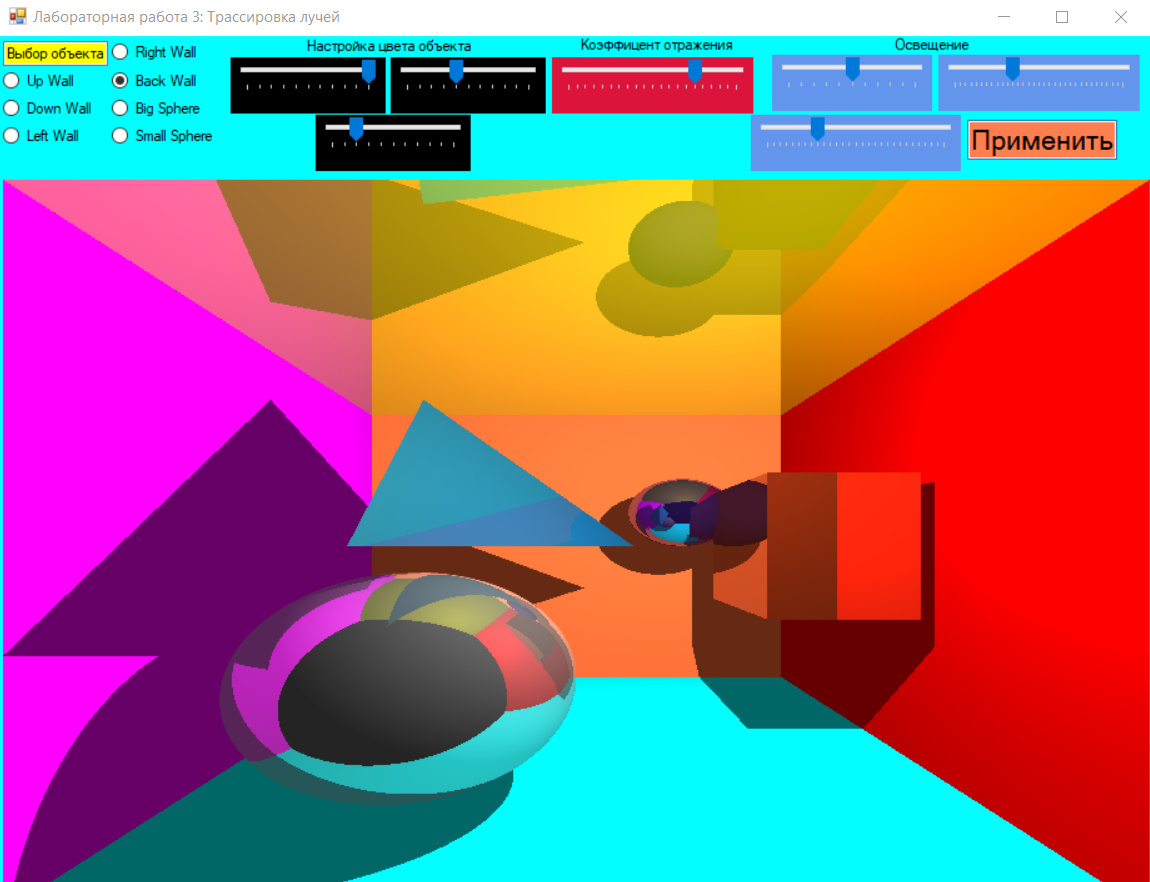 Лабораторная работа 3: Трассировка лучей
Выбор объекта
Right Wall
Up Wall
Back Wall
Down Wall
Big Sphere
Left Wall
Small Sphere
Настройка цвета объекта
Коэффицент отражения
Освещение
Применить